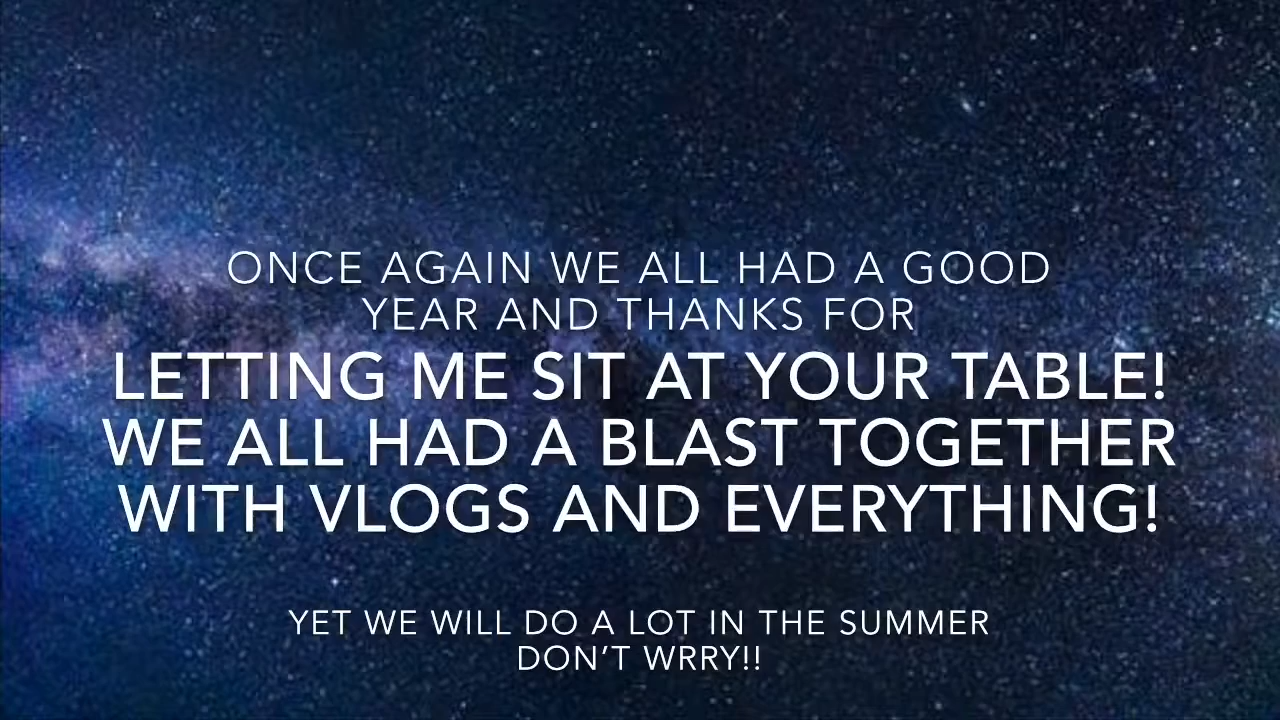 ONCE AGAIN WE ALL HAD A GOOD
YEAR AND THANKS FOR
LETTING ME SIT AT YOUR TABLE!
WE ALL HAD A BLAST TOGETHER
WITH VLOGS AND EVERYTHING!
YET WE WILL DO A LOT IN THE SUMMER
DON’T WRRY!!